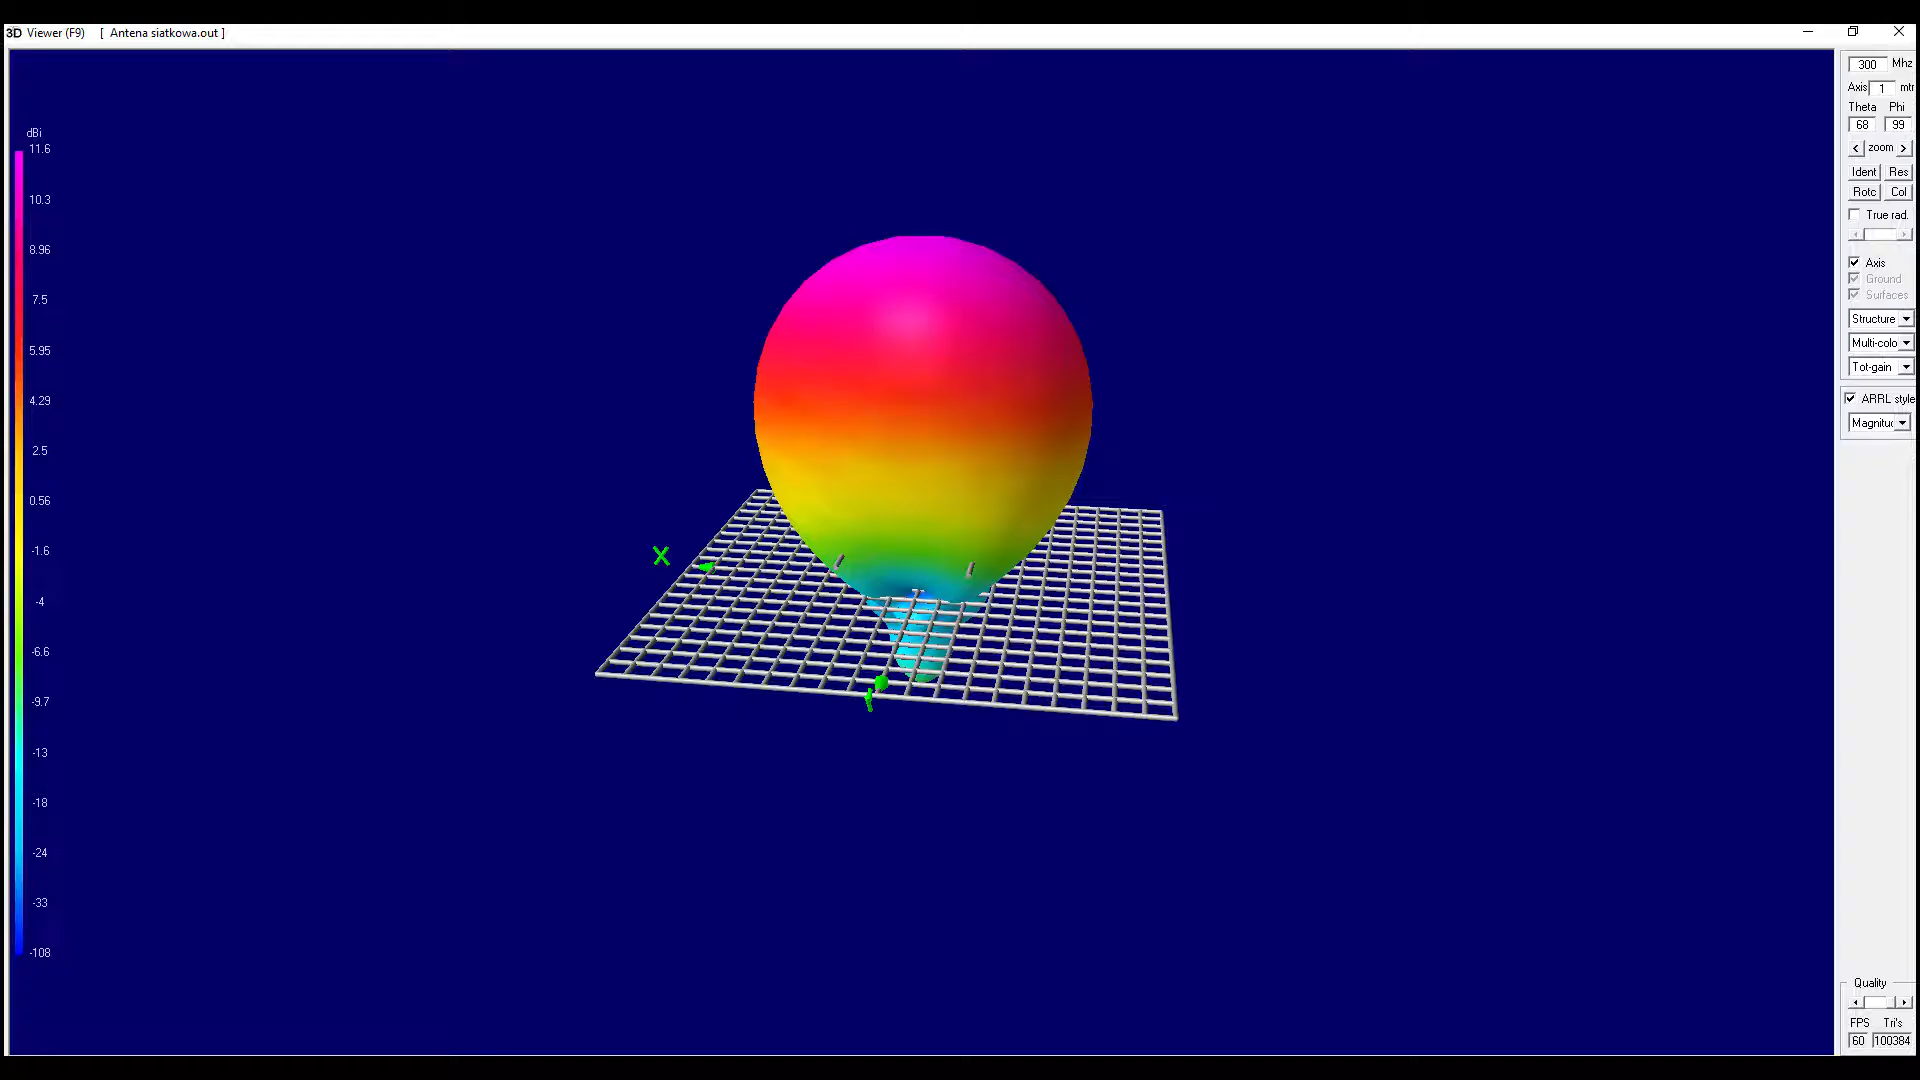 3D Viewer (F9) [ Antena siatkowa.out ]
dBi
11.6
10.3
8.96
7.5
5.95
4.29
2.5
0.56
-1.6
-4
-6.6
-9.7
-13
-18
-24
-33
-108
X
300 Mhz
Axis 1 mtr
Theta Phi
68 99
< zoom >
Ident Res
Rotc Col
True rad.
Axis
Ground
Surfaces
Structure
Multi-colo
Tot-gain
ARRL style
Magnitu
Quality
FPS Tri's
60 100384